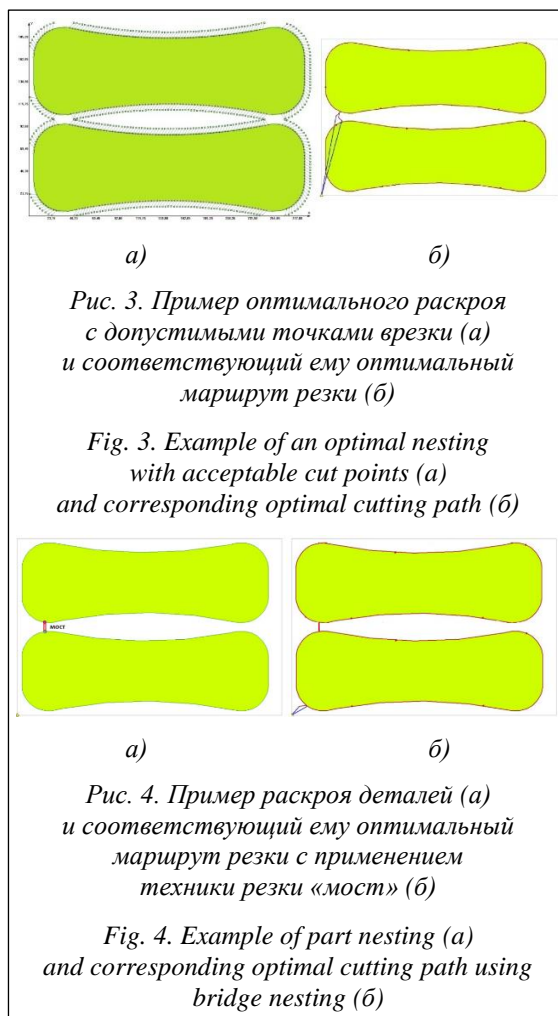 а) б)
Рис. 3. Пример оптимального раскроя
с допустимыми точками врезки (а)
и соответствующий ему оптимальный
маршрут резки (б)
Fig. 3. Example of an optimal nesting
with acceptable cut points (а)
and corresponding optimal cutting path (б)
МОСТ
а) б)
Рис. 4. Пример раскроя деталей (а)
и соответствующий ему оптимальный
маршрут резки с применением
техники резки «мост» (б)
Fig. 4. Example of part nesting (а)
and corresponding optimal cutting path using
bridge nesting (б)